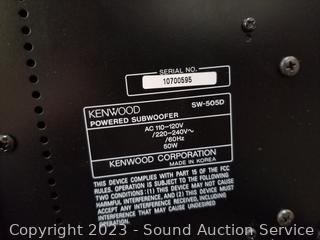 SERIAL NO.
10700595
KENWOOD SW-505D
POWERED SUBWOOFER
AC 110-120V
/220-240V~
/60Hz
50W
KENWOOD CORPORATION
MADE IN KOREA
THIS DEVICE COMPLIES WITH PART 15 OF THE FCC
RULES. OPERATION IS SUBJECT TO THE FOLLOWING
TWO CONDITIONS: (1) THIS DEVICE MAY NOT CAUSE
HARMFUL INTERFERENCE, AND (2) THIS DEVICE MUST
ACCEPT ANY INTERFERENCE RECEIVED, INCLUDING
INTERFERENCE THAT MAY CAUSE UNDESIRED
OPERATION.
Copyright 2023 - Sound Auction Service